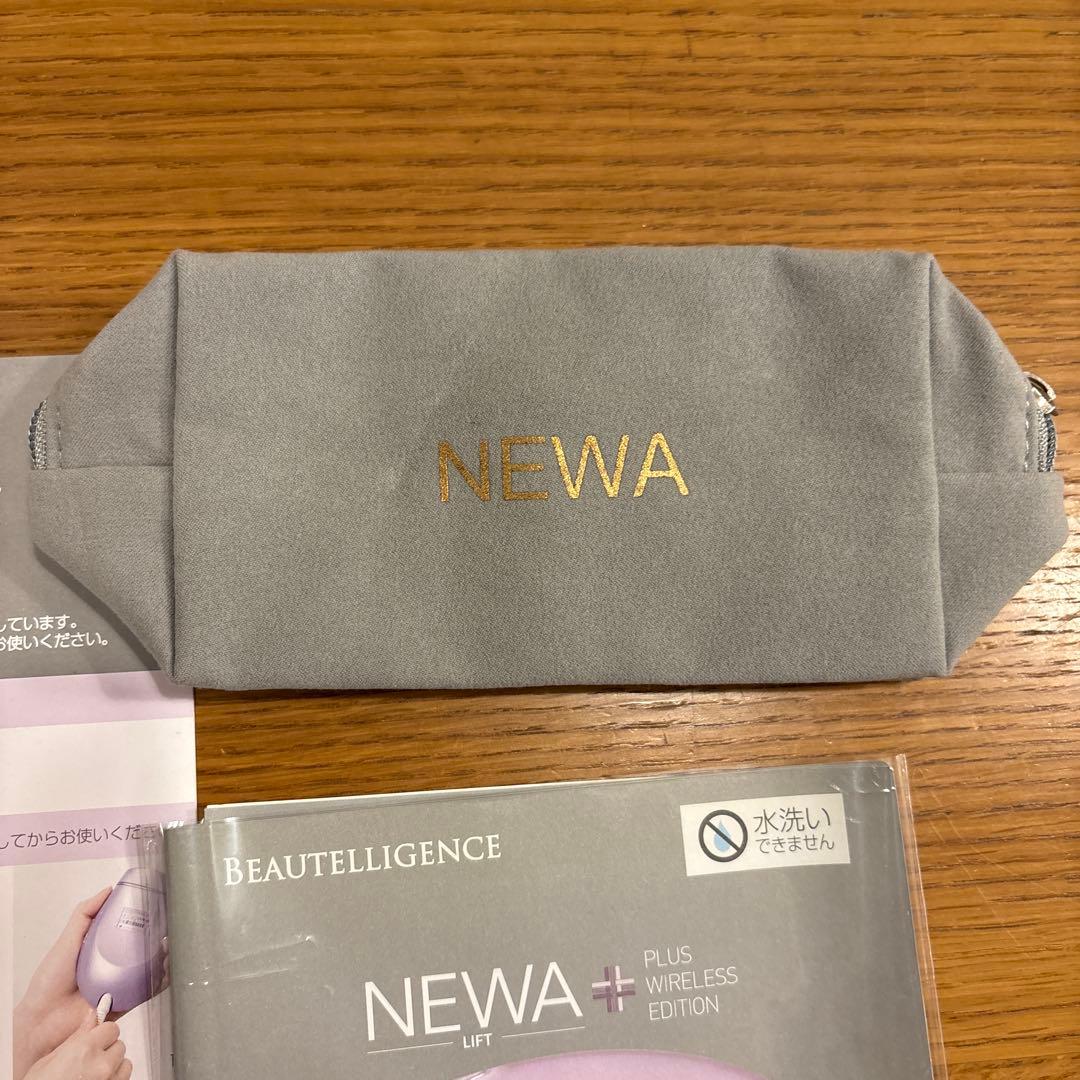 NEWA
しています。
お使いください。
してからお使いくださ
BEAUTELLIGENCE
水洗い
できません
NEWA
LIFT
PLUS
WIRELESS
EDITION